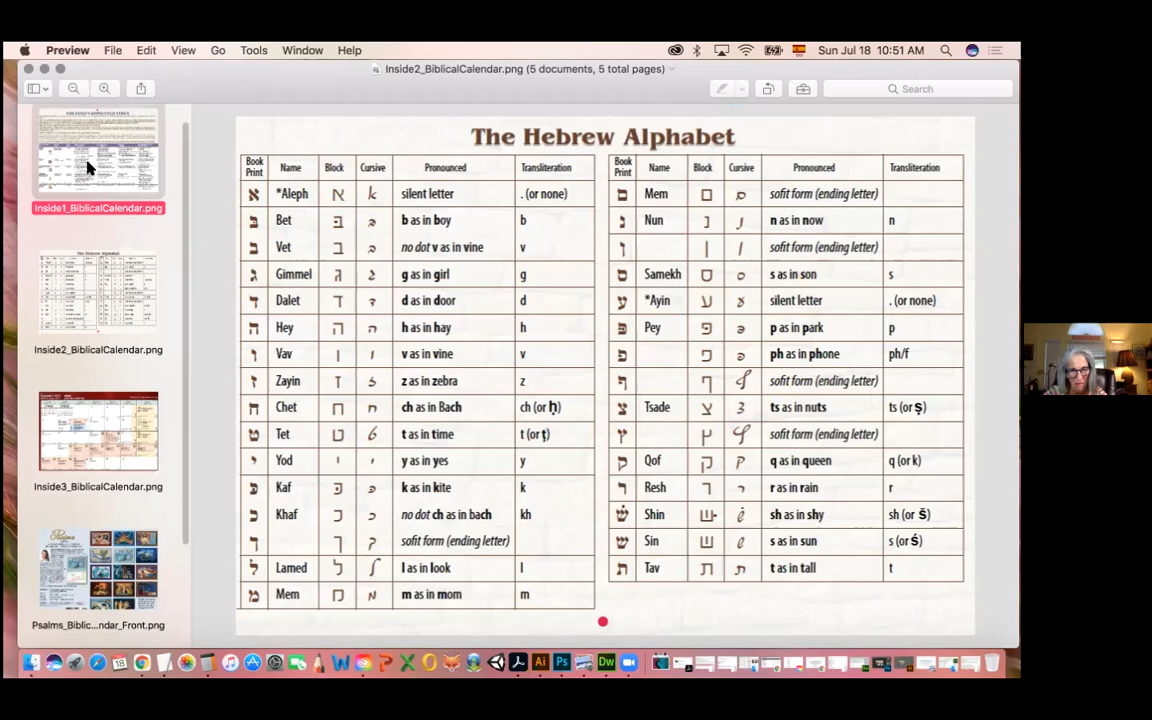 Preview File Edit View Go Tools Window Help Sun Jul 18 10:51 AM
Inside2_BiblicalCalendar.png (5 documents, 5 total pages)
Search
Inside1_BiblicalCalendar.png
Inside2_BiblicalCalendar.png
Inside3_BiblicalCalendar.png
Psalms
Psalms_Biblic...ndar_Front.png
The Hebrew Alphabet
Book Print Name Block Cursive Pronounced Transliteration
א *Aleph א א silent letter . (or none)
בּ Bet בּ בּ b as in boy b
ב Vet ב ב no dot v as in vine v
ג Gimmel ג ג g as in girl g
ד Dalet ד ד d as in door d
ה Hey ה ה h as in hay h
ו Vav ו ו v as in vine v
ז Zayin ז ז z as in zebra z
ח Chet ח ח ch as in Bach ch (or ḥ)
ט Tet ט ט t as in time t (or ṭ)
י Yod י י y as in yes y
כּ Kaf כּ כּ k as in kite k
כ Khaf כ כ no dot ch as in bach kh
ך ך ך sofit form (ending letter)
ל Lamed ל ל l as in look l
מ Mem מ מ m as in mom m
Book Print Name Block Cursive Pronounced Transliteration
ם Mem ם ם sofit form (ending letter)
נ Nun נ נ n as in now n
ן ן ן sofit form (ending letter)
ס Samekh ס ס s as in son s
ע *Ayin ע ע silent letter . (or none)
פּ Pey פּ פּ p as in park p
פ פ פ ph as in phone ph/f
ף ף ף sofit form (ending letter)
צ Tsade צ צ ts as in nuts ts (or ṣ)
ץ ץ ץ sofit form (ending letter)
ק Qof ק ק q as in queen q (or k)
ר Resh ר ר r as in rain r
שׁ Shin שׁ שׁ sh as in shy sh (or š)
שׂ Sin שׂ שׂ s as in sun s (or ś)
ת Tav ת ת t as in tall t